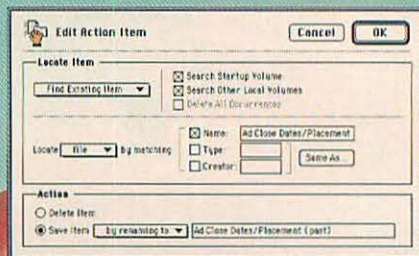 Edit Action Item
Cancel
OK
Locate Item
Find Existing Item
Search Startup Volume
Search Other Local Volumes
Delete All Occurrences
Locate file by matching
Name: Ad Close Dates/Placement
Type:
Creator:
Same As...
Action
Delete Item
Save Item by renaming to Ad Close Dates/Placement (past)